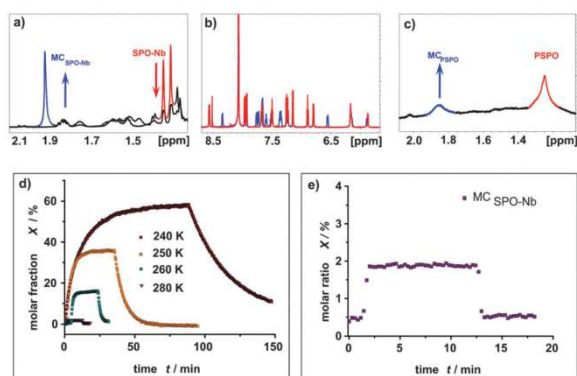 a)
MC SPO-Nb
SPO-Nb
2.1 1.9 1.7 1.5 [ppm]
b)
8.5 7.5 6.5 [ppm]
c)
MC PSPO
PSPO
2.0 1.8 1.6 1.4 [ppm]
d)
molar fraction X / %
60
40
20
0
240 K
250 K
260 K
280 K
0 50 100 150
time t / min
e)
molar ratio X / %
4
3
2
1
0
MC SPO-Nb
0 5 10 15 20
time t / min